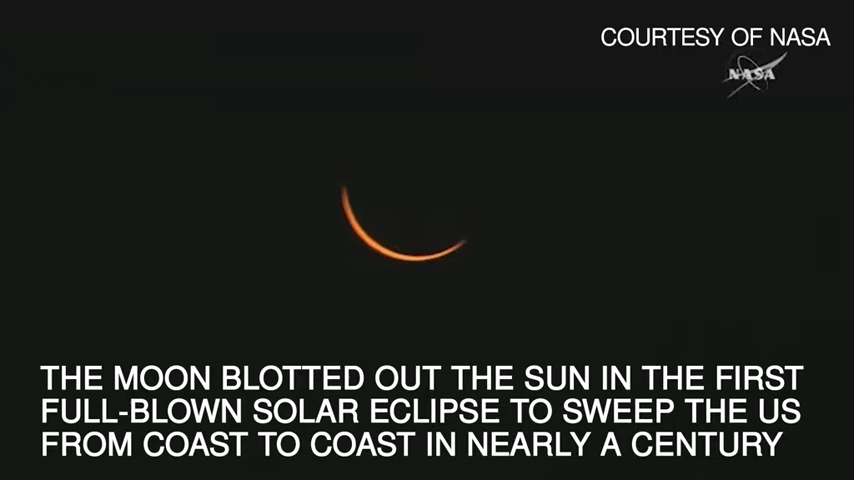 COURTESY OF NASA
NASA
THE MOON BLOTTED OUT THE SUN IN THE FIRST
FULL-BLOWN SOLAR ECLIPSE TO SWEEP THE US
FROM COAST TO COAST IN NEARLY A CENTURY